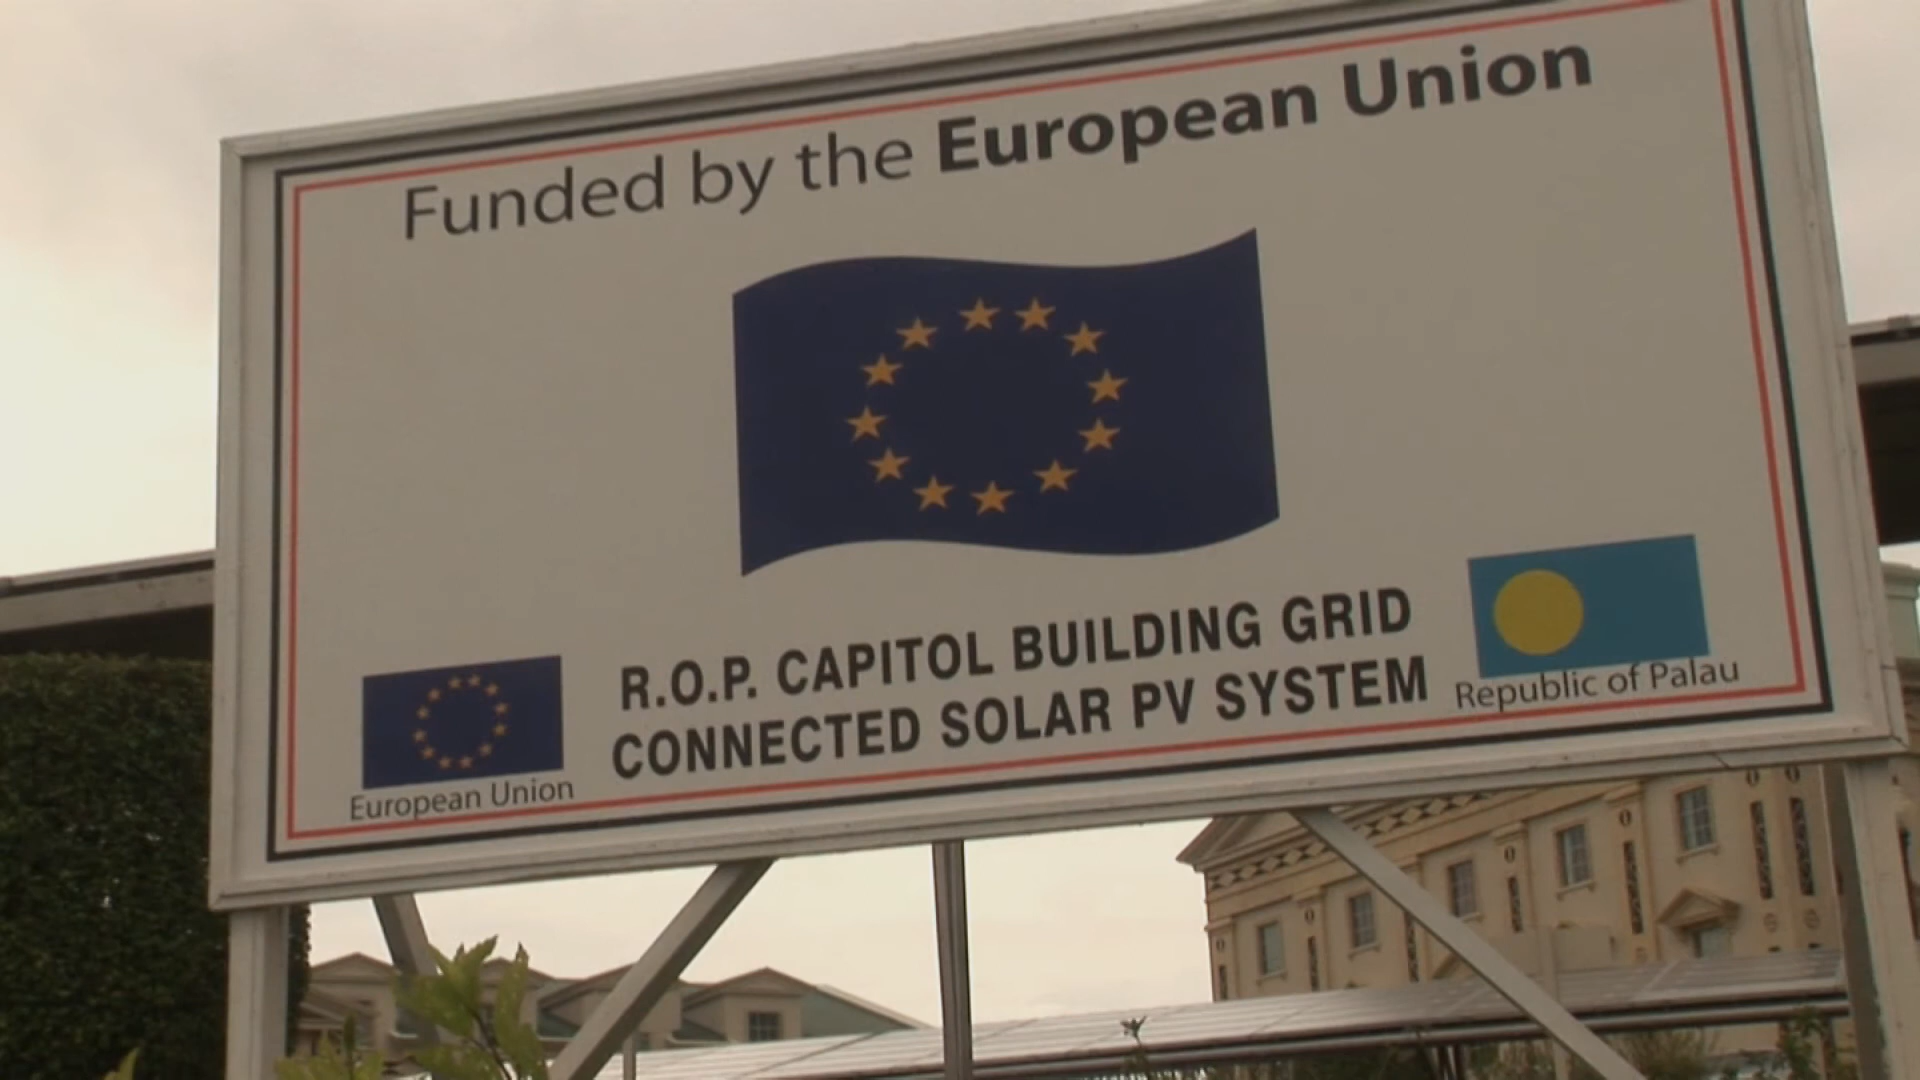 Funded by the European Union
R.O.P. CAPITOL BUILDING GRID
CONNECTED SOLAR PV SYSTEM
European Union
Republic of Palau